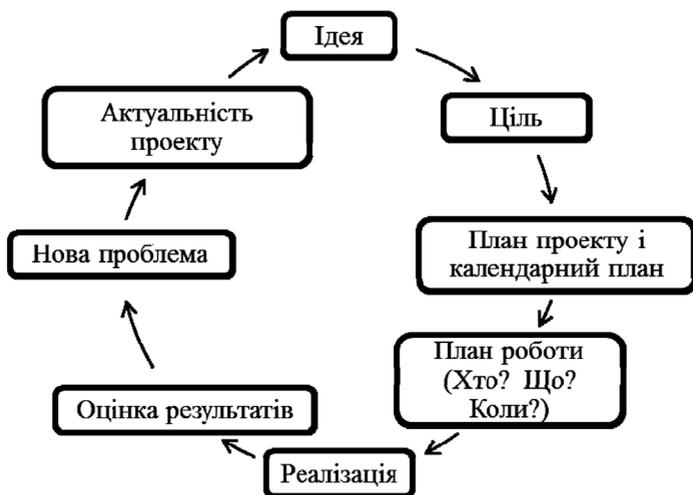 Ідея
Ціль
План проекту і
календарний план
План роботи
(Хто? Що?
Коли?)
Реалізація
Оцінка результатів
Нова проблема
Актуальність
проекту